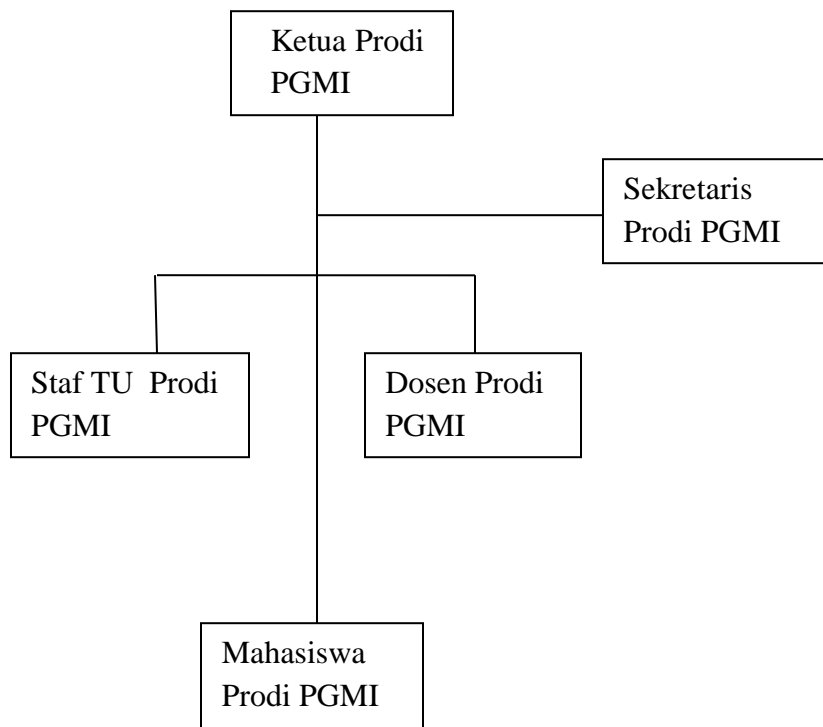 Ketua Prodi
PGMI
Sekretaris
Prodi PGMI
Staf TU  Prodi
PGMI
Dosen Prodi
PGMI
Mahasiswa
Prodi PGMI